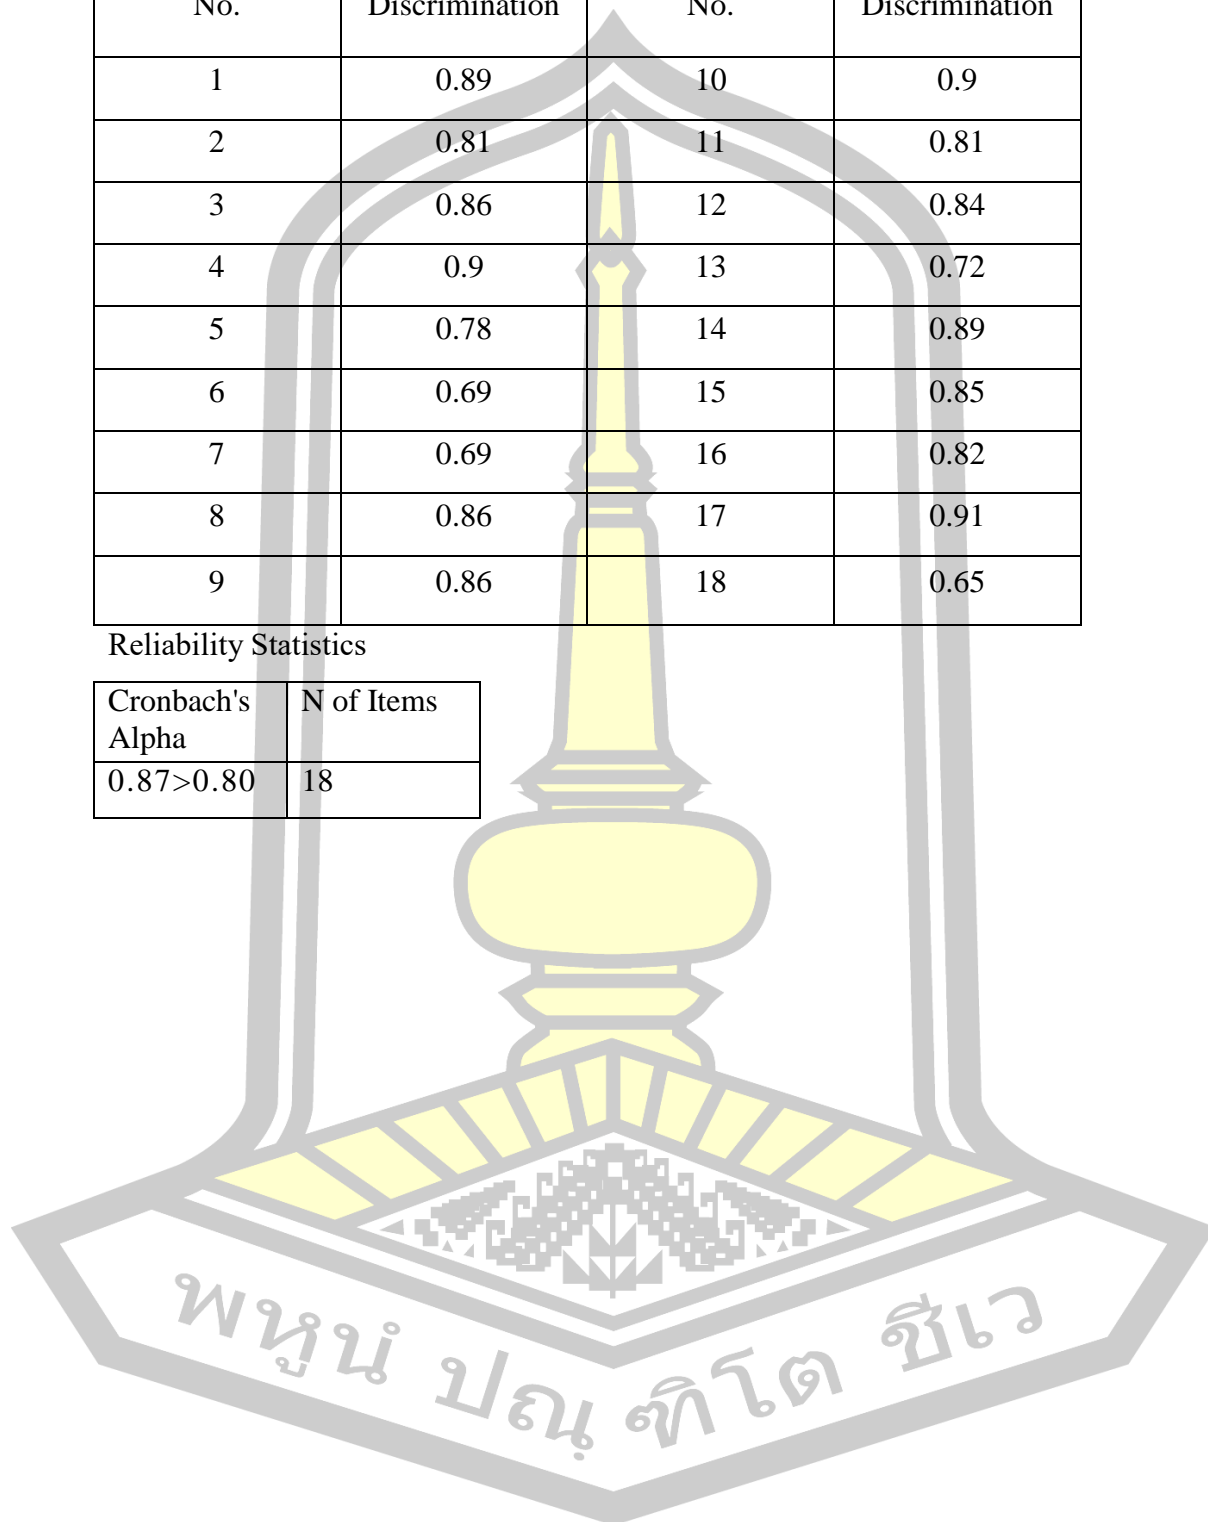 No. Discrimination No. Discrimination
1 0.89 10 0.9
2 0.81 11 0.81
3 0.86 12 0.84
4 0.9 13 0.72
5 0.78 14 0.89
6 0.69 15 0.85
7 0.69 16 0.82
8 0.86 17 0.91
9 0.86 18 0.65
Reliability Statistics
Cronbach's N of Items
Alpha
0.87>0.80 18
พหูนํ ปณฺฑิโต ชีเว